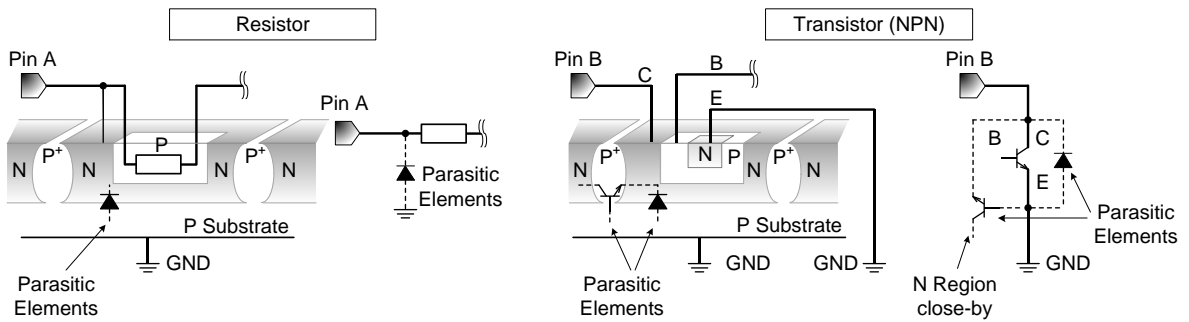 Resistor
Transistor (NPN)
Pin A
Pin A
P
N
P+
N
P+
N
N
Parasitic
Elements
P Substrate
GND
Parasitic
Elements
Pin B
C
B
E
N
P+
N
N
P
P+
N
N
P Substrate
GND
GND
Parasitic
Elements
Pin B
B
C
E
Parasitic
Elements
N Region
close-by